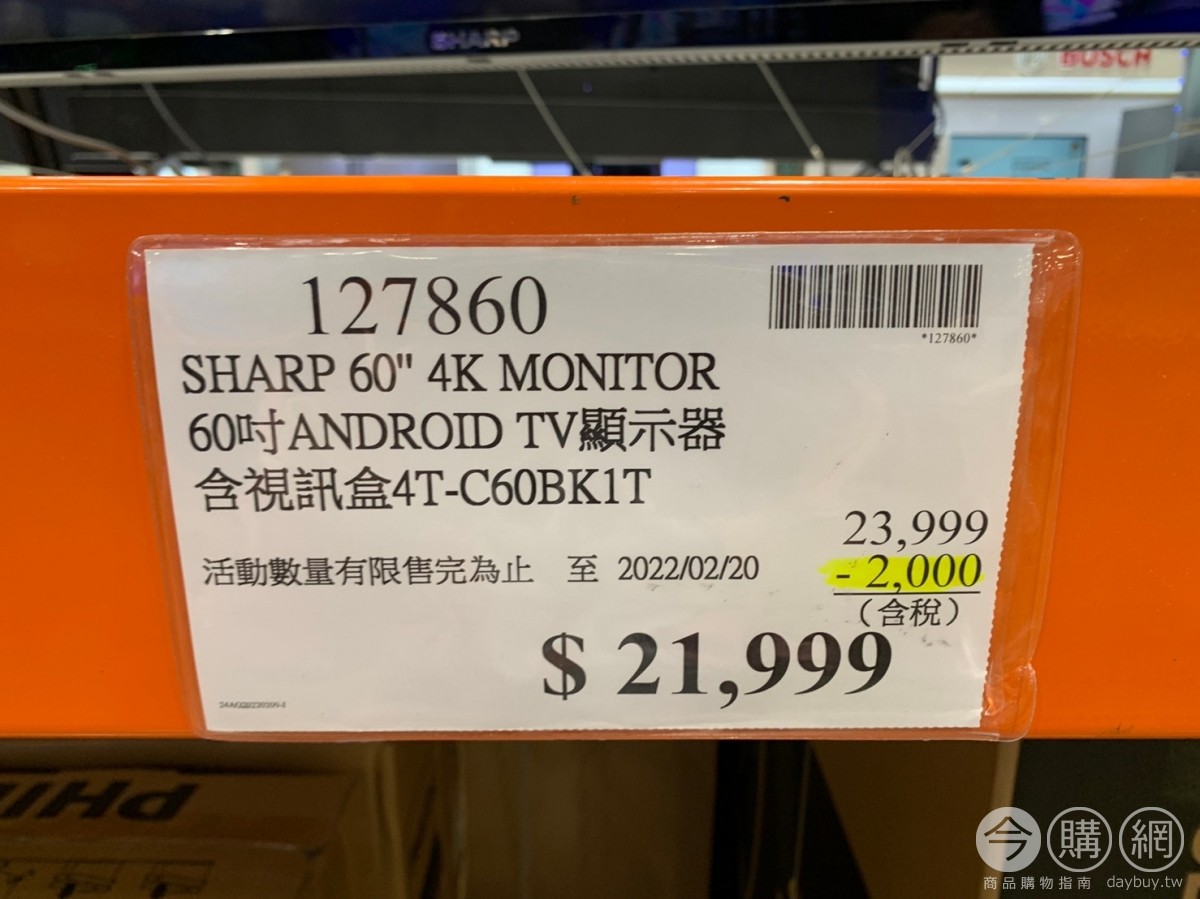 SHARP
BOSCH
127860
*127860*
SHARP 60" 4K MONITOR
60吋ANDROID TV顯示器
含視訊盒4T-C60BK1T
23,999
活動數量有限售完為止 至 2022/02/20
- 2,000
(含稅)
$ 21,999
PHIL
今購網
商品購物指南 daybuy.tw